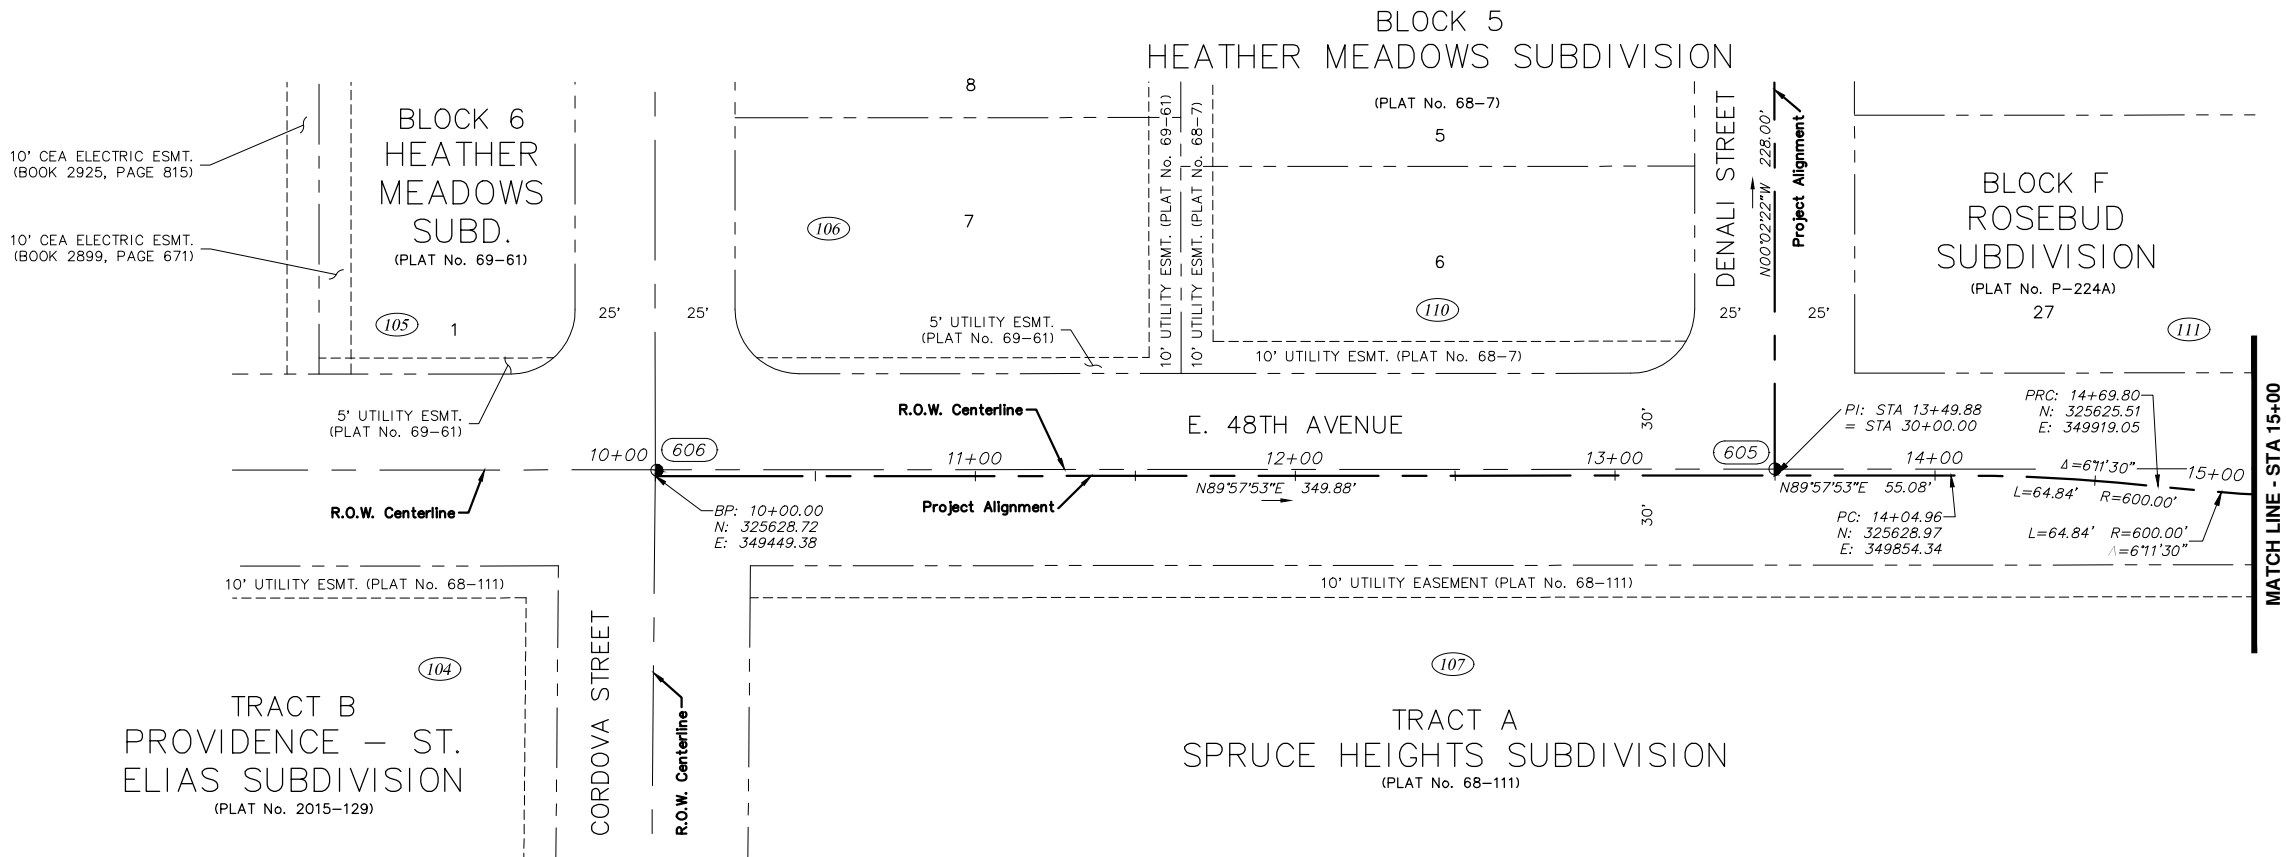 BLOCK 5
HEATHER MEADOWS SUBDIVISION
(PLAT No. 68-7)
8
5
10' CEA ELECTRIC ESMT.
(BOOK 2925, PAGE 815)
10' CEA ELECTRIC ESMT.
(BOOK 2899, PAGE 671)
BLOCK 6
HEATHER
MEADOWS
SUBD.
(PLAT No. 69-61)
105
1
25'
25'
106
7
10' UTILITY ESMT. (PLAT No. 69-61)
10' UTILITY ESMT. (PLAT No. 68-7)
6
110
5' UTILITY ESMT.
(PLAT No. 69-61)
10' UTILITY ESMT. (PLAT No. 68-7)
DENALI STREET
N00°02'22"W 228.00'
Project Alignment
25'
25'
BLOCK F
ROSEBUD
SUBDIVISION
(PLAT No. P-224A)
27
111
5' UTILITY ESMT.
(PLAT No. 69-61)
R.O.W. Centerline
E. 48TH AVENUE
30'
PI: STA 13+49.88
= STA 30+00.00
PRC: 14+69.80
N: 325625.51
E: 349919.05
10+00
606
11+00
12+00
13+00
605
14+00
Δ=6°11'30"
15+00
R.O.W. Centerline
Project Alignment
N89°57'53"E 349.88'
30'
N89°57'53"E 55.08'
L=64.84' R=600.00'
BP: 10+00.00
N: 325628.72
E: 349449.38
PC: 14+04.96
N: 325628.97
E: 349854.34
L=64.84' R=600.00'
Δ=6°11'30"
MATCH LINE - STA 15+00
10' UTILITY ESMT. (PLAT No. 68-111)
10' UTILITY EASEMENT (PLAT No. 68-111)
104
TRACT B
PROVIDENCE - ST.
ELIAS SUBDIVISION
(PLAT No. 2015-129)
CORDOVA STREET
R.O.W. Centerline
107
TRACT A
SPRUCE HEIGHTS SUBDIVISION
(PLAT No. 68-111)